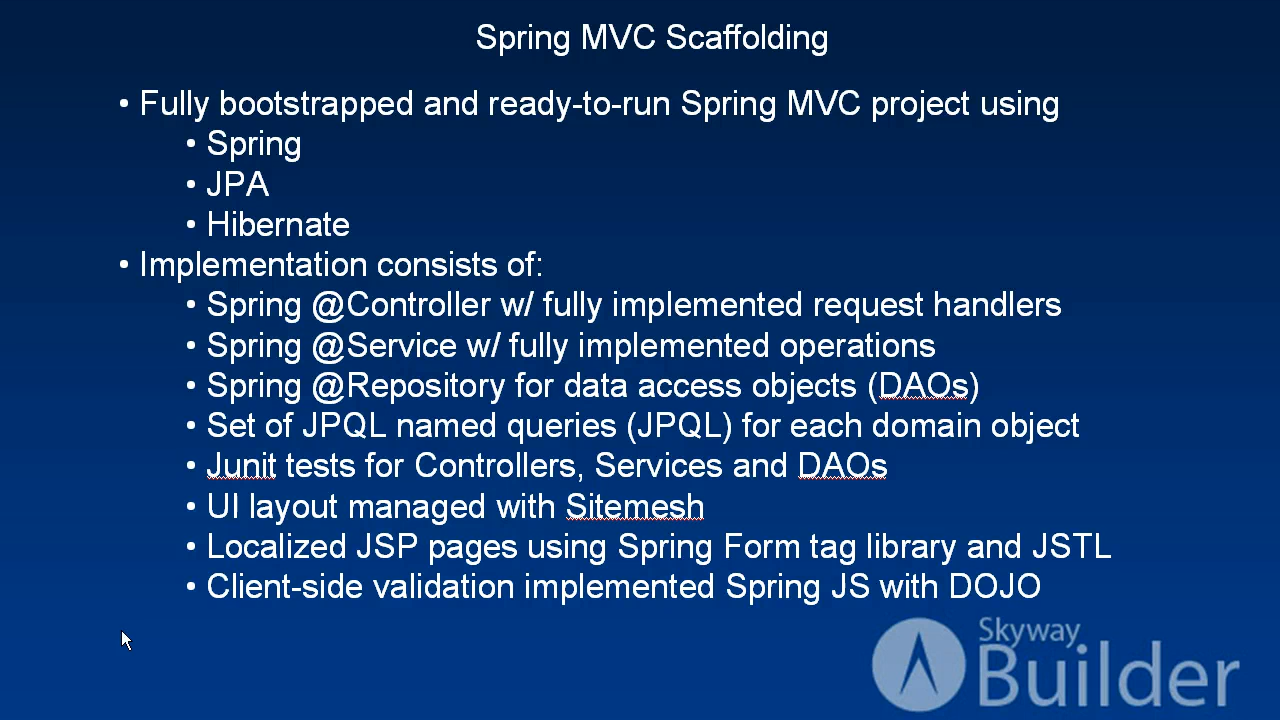 Spring MVC Scaffolding
• Fully bootstrapped and ready-to-run Spring MVC project using
• Spring
• JPA
• Hibernate
• Implementation consists of:
• Spring @Controller w/ fully implemented request handlers
• Spring @Service w/ fully implemented operations
• Spring @Repository for data access objects (DAOs)
• Set of JPQL named queries (JPQL) for each domain object
• Junit tests for Controllers, Services and DAOs
• UI layout managed with Sitemesh
• Localized JSP pages using Spring Form tag library and JSTL
• Client-side validation implemented Spring JS with DOJO
Skyway
Builder